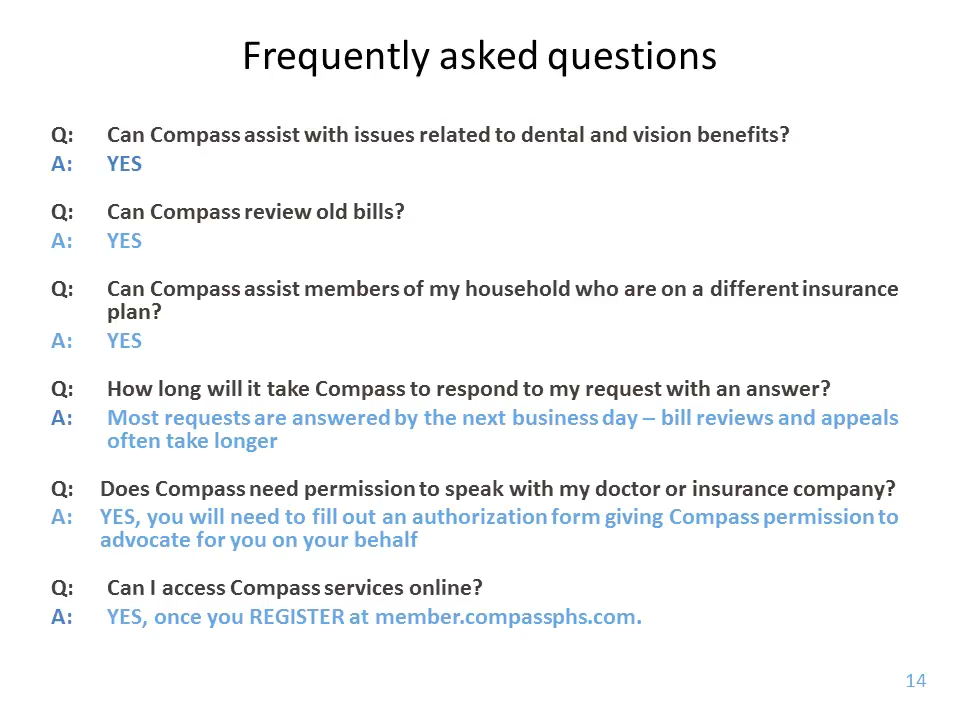 Frequently asked questions
Q: Can Compass assist with issues related to dental and vision benefits?
A: YES
Q: Can Compass review old bills?
A: YES
Q: Can Compass assist members of my household who are on a different insurance
plan?
A: YES
Q: How long will it take Compass to respond to my request with an answer?
A: Most requests are answered by the next business day – bill reviews and appeals
often take longer
Q: Does Compass need permission to speak with my doctor or insurance company?
A: YES, you will need to fill out an authorization form giving Compass permission to
advocate for you on your behalf
Q: Can I access Compass services online?
A: YES, once you REGISTER at member.compassphs.com.
14